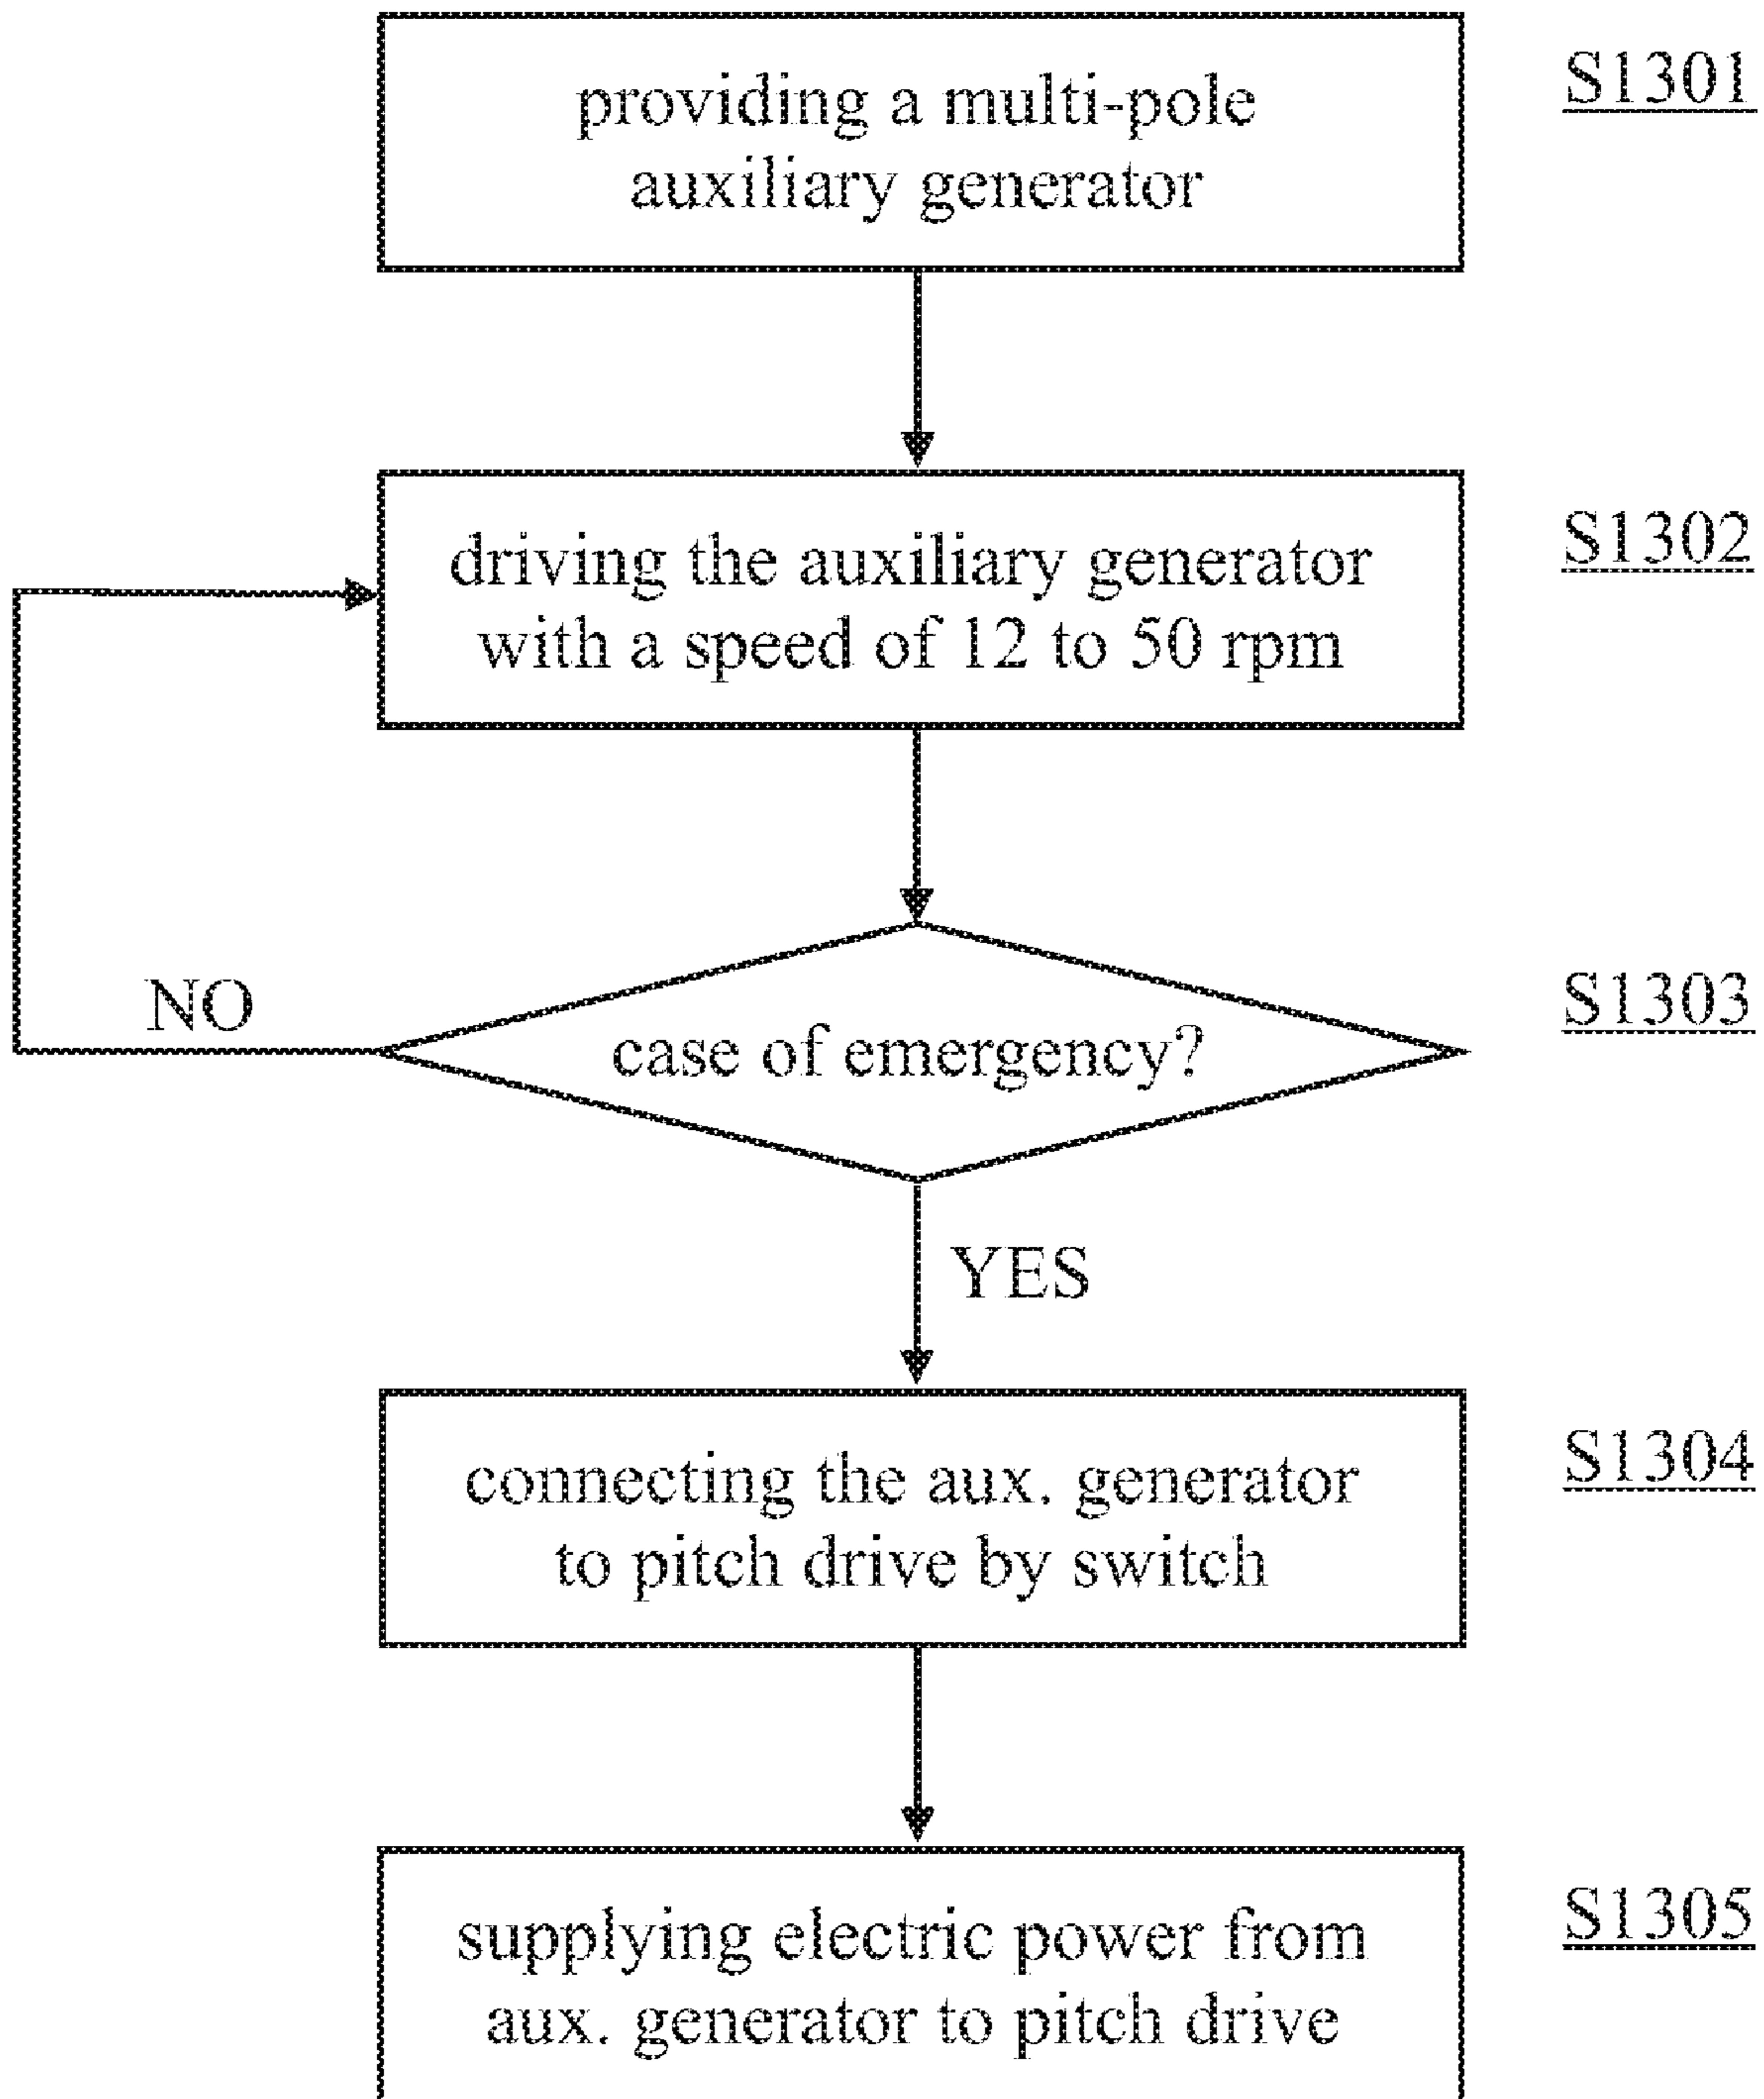 providing a multi-pole
auxiliary generator
S1301
driving the auxiliary generator
with a speed of 12 to 50 rpm
S1302
NO
case of emergency?
S1303
YES
connecting the aux. generator
to pitch drive by switch
S1304
supplying electric power from
aux. generator to pitch drive
S1305